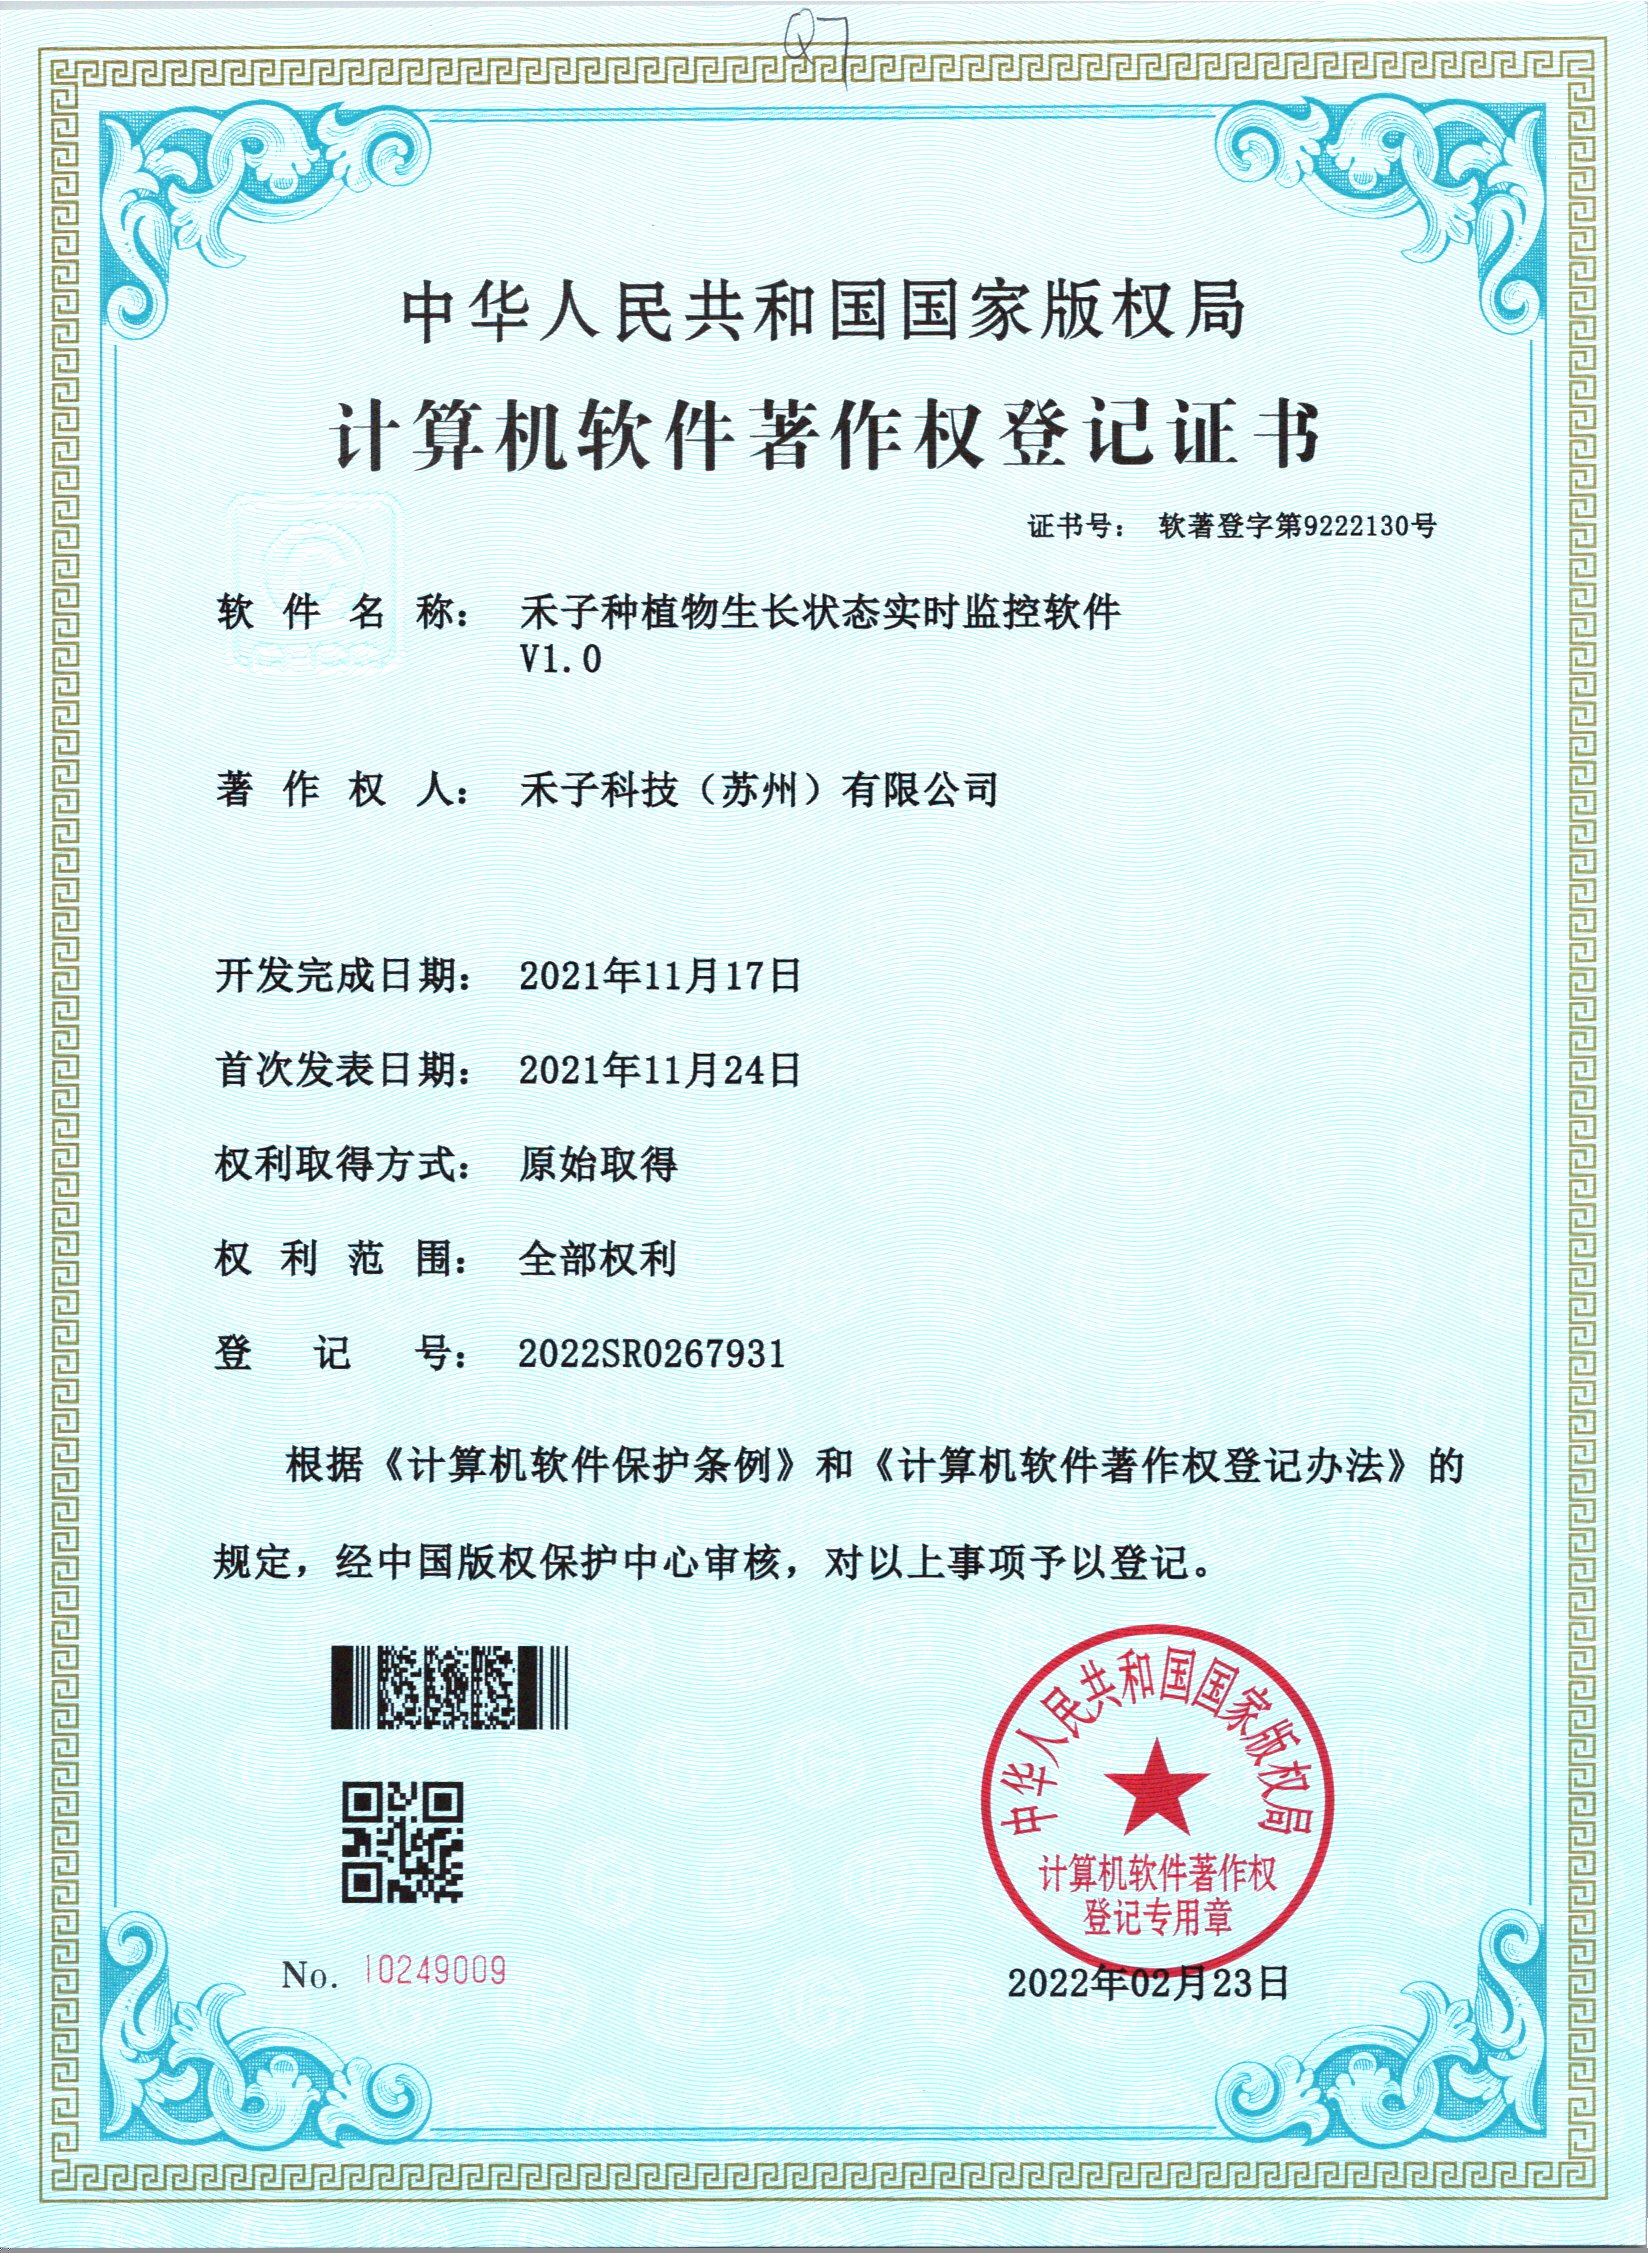 Q7
中华人民共和国国家版权局
计算机软件著作权登记证书
证书号： 软著登字第9222130号
软件名称： 禾子种植物生长状态实时监控软件
V1.0
著作权人： 禾子科技（苏州）有限公司
开发完成日期： 2021年11月17日
首次发表日期： 2021年11月24日
权利取得方式： 原始取得
权利范围： 全部权利
登记号： 2022SR0267931
根据《计算机软件保护条例》和《计算机软件著作权登记办法》的
规定，经中国版权保护中心审核，对以上事项予以登记。
中华人民共和国国家版权局
计算机软件著作权
登记专用章
No. 10249009
2022年02月23日